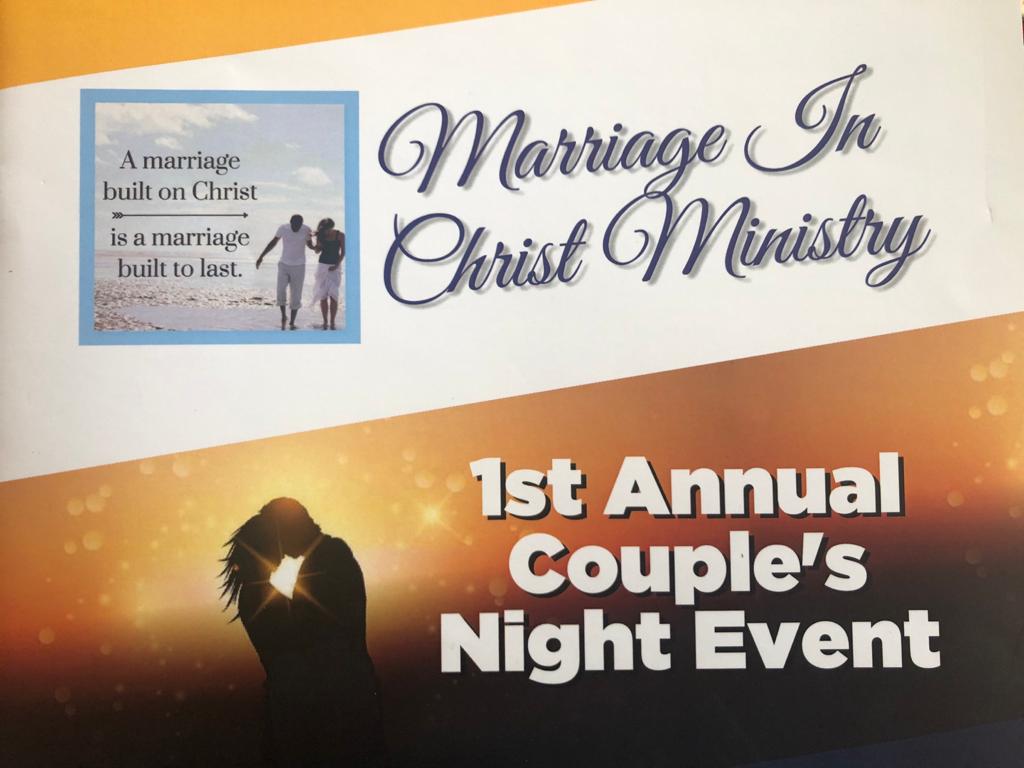 A marriage
built on Christ
is a marriage
built to last.
Marriage In
Christ Ministry
1st Annual
Couple's
Night Event